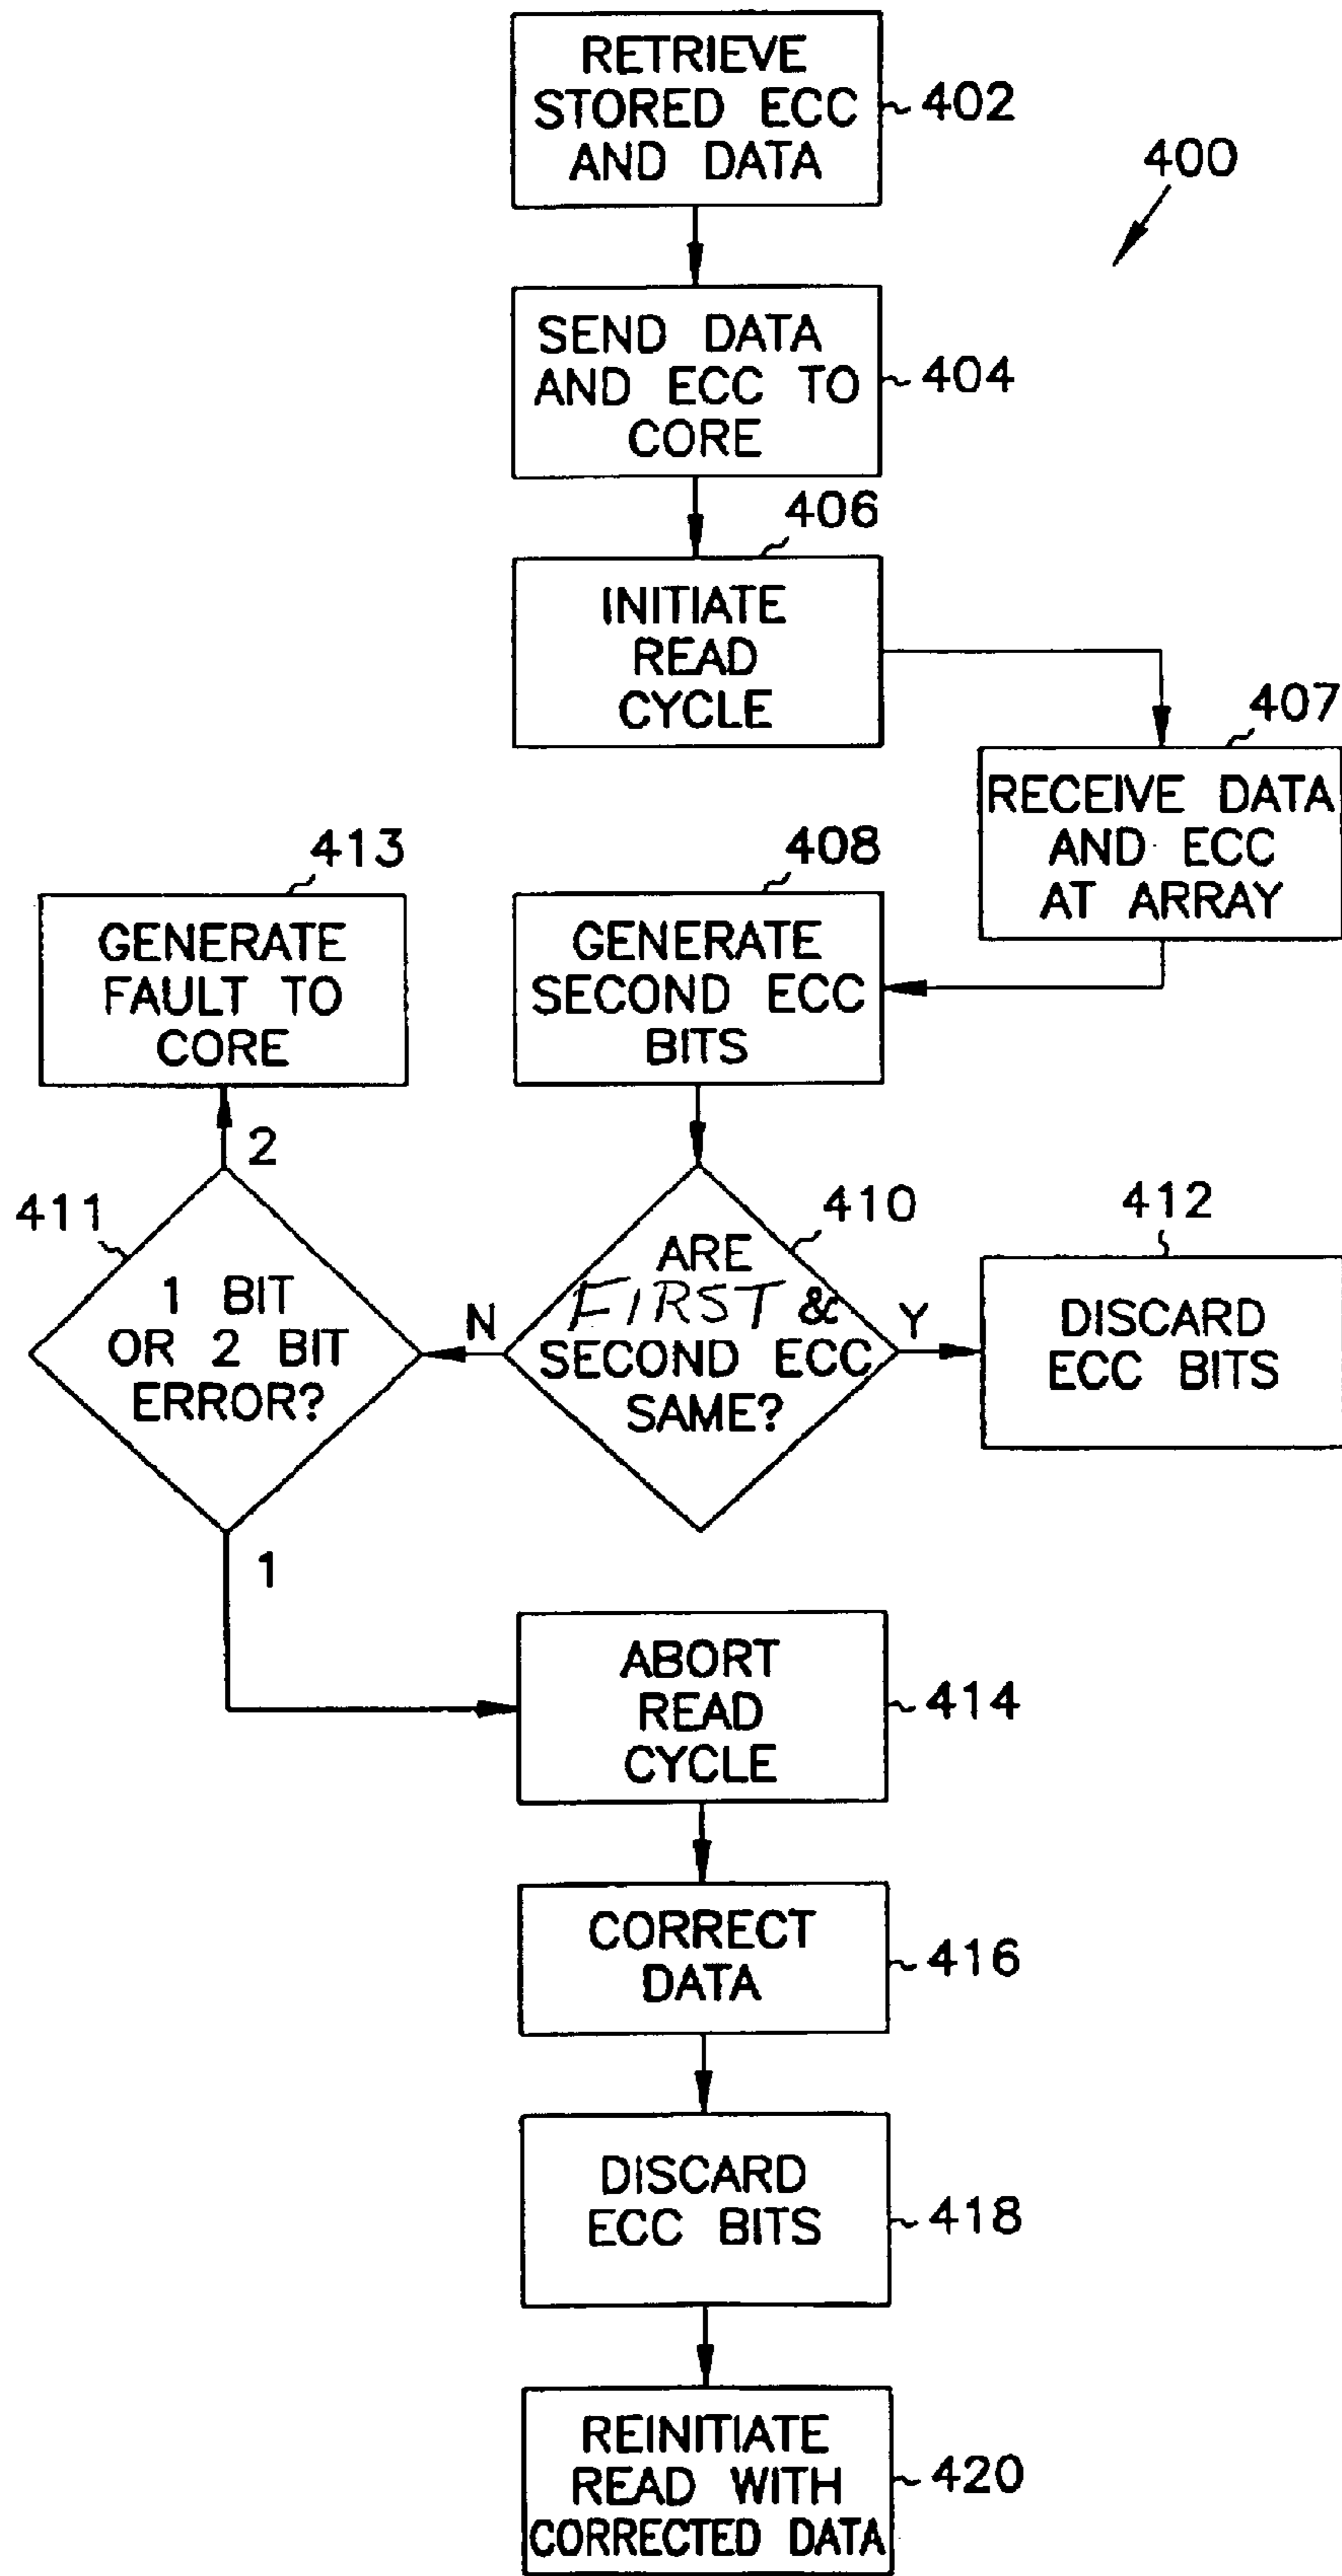 RETRIEVE
STORED ECC
AND DATA
402
400
SEND DATA
AND ECC TO
CORE
404
406
INITIATE
READ
CYCLE
407
RECEIVE DATA
AND ECC
AT ARRAY
413
GENERATE
FAULT TO
CORE
408
GENERATE
SECOND ECC
BITS
2
411
1 BIT
OR 2 BIT
ERROR?
N
410
ARE
FIRST &
SECOND ECC
SAME?
Y
412
DISCARD
ECC BITS
1
ABORT
READ
CYCLE
414
CORRECT
DATA
416
DISCARD
ECC BITS
418
REINITIATE
READ WITH
CORRECTED DATA
420